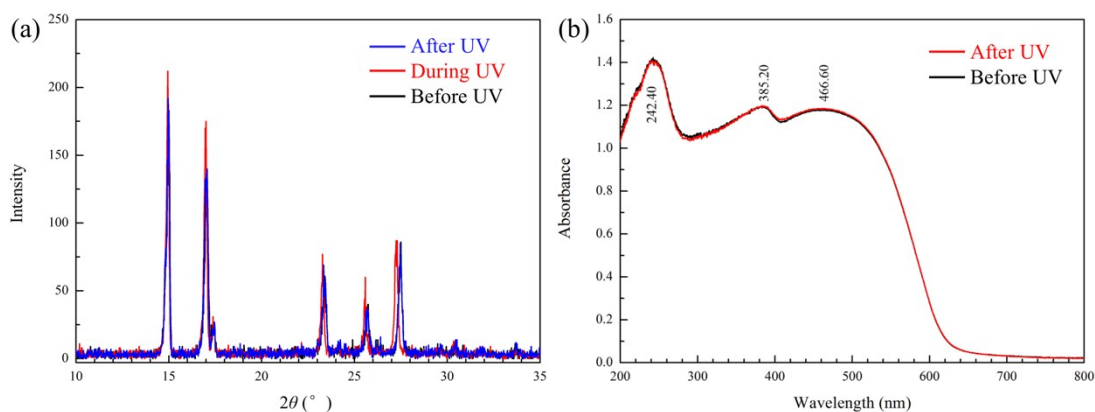 (a)
250
200
150
100
50
0
Intensity
10
15
20
25
30
35
2θ (°)
After UV
During UV
Before UV
(b)
1.6
1.4
1.2
1.0
0.8
0.6
0.4
0.2
0.0
Absorbance
242.40
385.20
466.60
After UV
Before UV
200
300
400
500
600
700
800
Wavelength (nm)